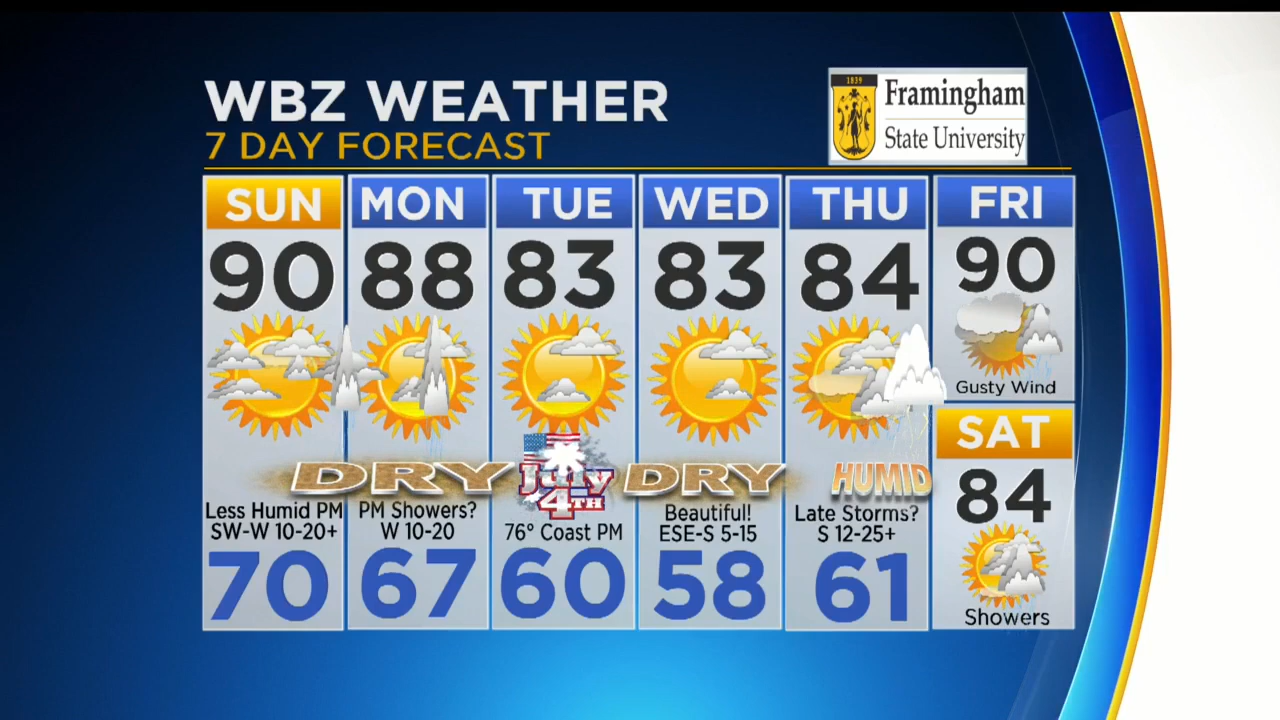 WBZ WEATHER
7 DAY FORECAST
1839
Framingham
State University
SUN
90
DRY
Less Humid PM
SW-W 10-20+
70
MON
88
PM Showers?
W 10-20
67
TUE
83
July
4TH
76° Coast PM
60
WED
83
DRY
Beautiful!
ESE-S 5-15
58
THU
84
HUMID
Late Storms?
S 12-25+
61
FRI
90
Gusty Wind
SAT
84
Showers